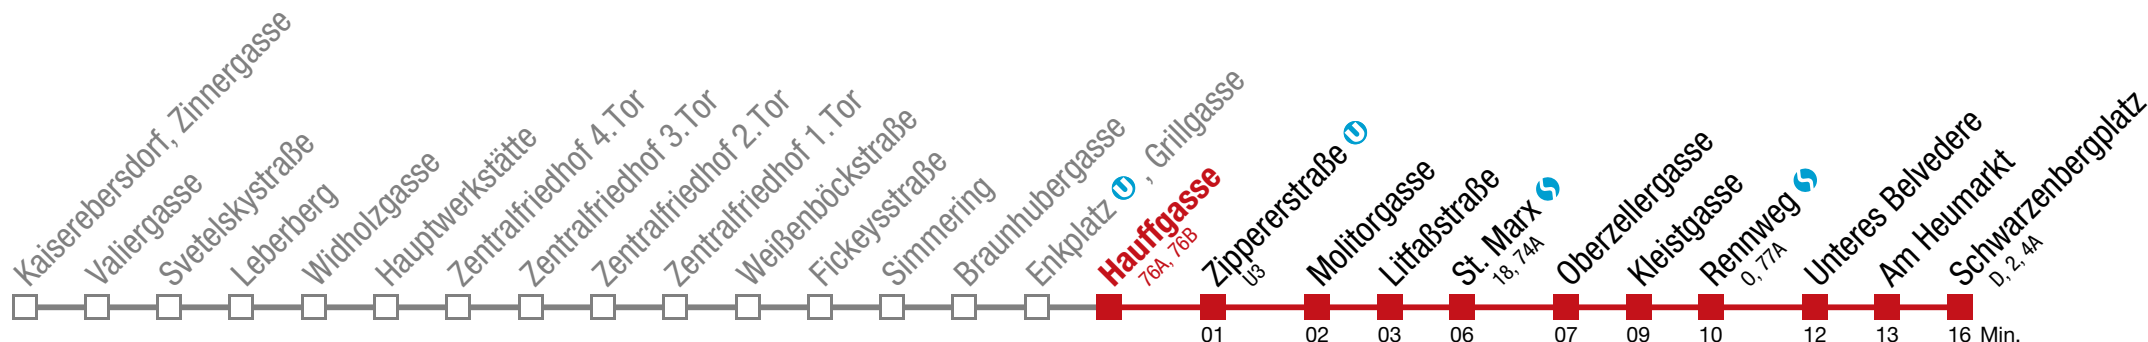 Kaiserebersdorf, Zinnergasse
Valiergasse
Svetelskystraße
Leberberg
Widholzgasse
Hauptwerkstätte
Zentralfriedhof 4.Tor
Zentralfriedhof 3.Tor
Zentralfriedhof 2.Tor
Zentralfriedhof 1.Tor
Weißenböckstraße
Fickeysstraße
Simmering
Braunhubergasse
Enkplatz U, Grillgasse
Hauffgasse
76A, 76B
Zippererstraße U
U3
01
Molitorgasse
02
Litfaßstraße
03
St. Marx S
18, 74A
06
Oberzellergasse
07
Kleistgasse
09
Rennweg S
0, 77A
10
Unteres Belvedere
12
Am Heumarkt
13
Schwarzenbergplatz
D, 2, 4A
16 Min.